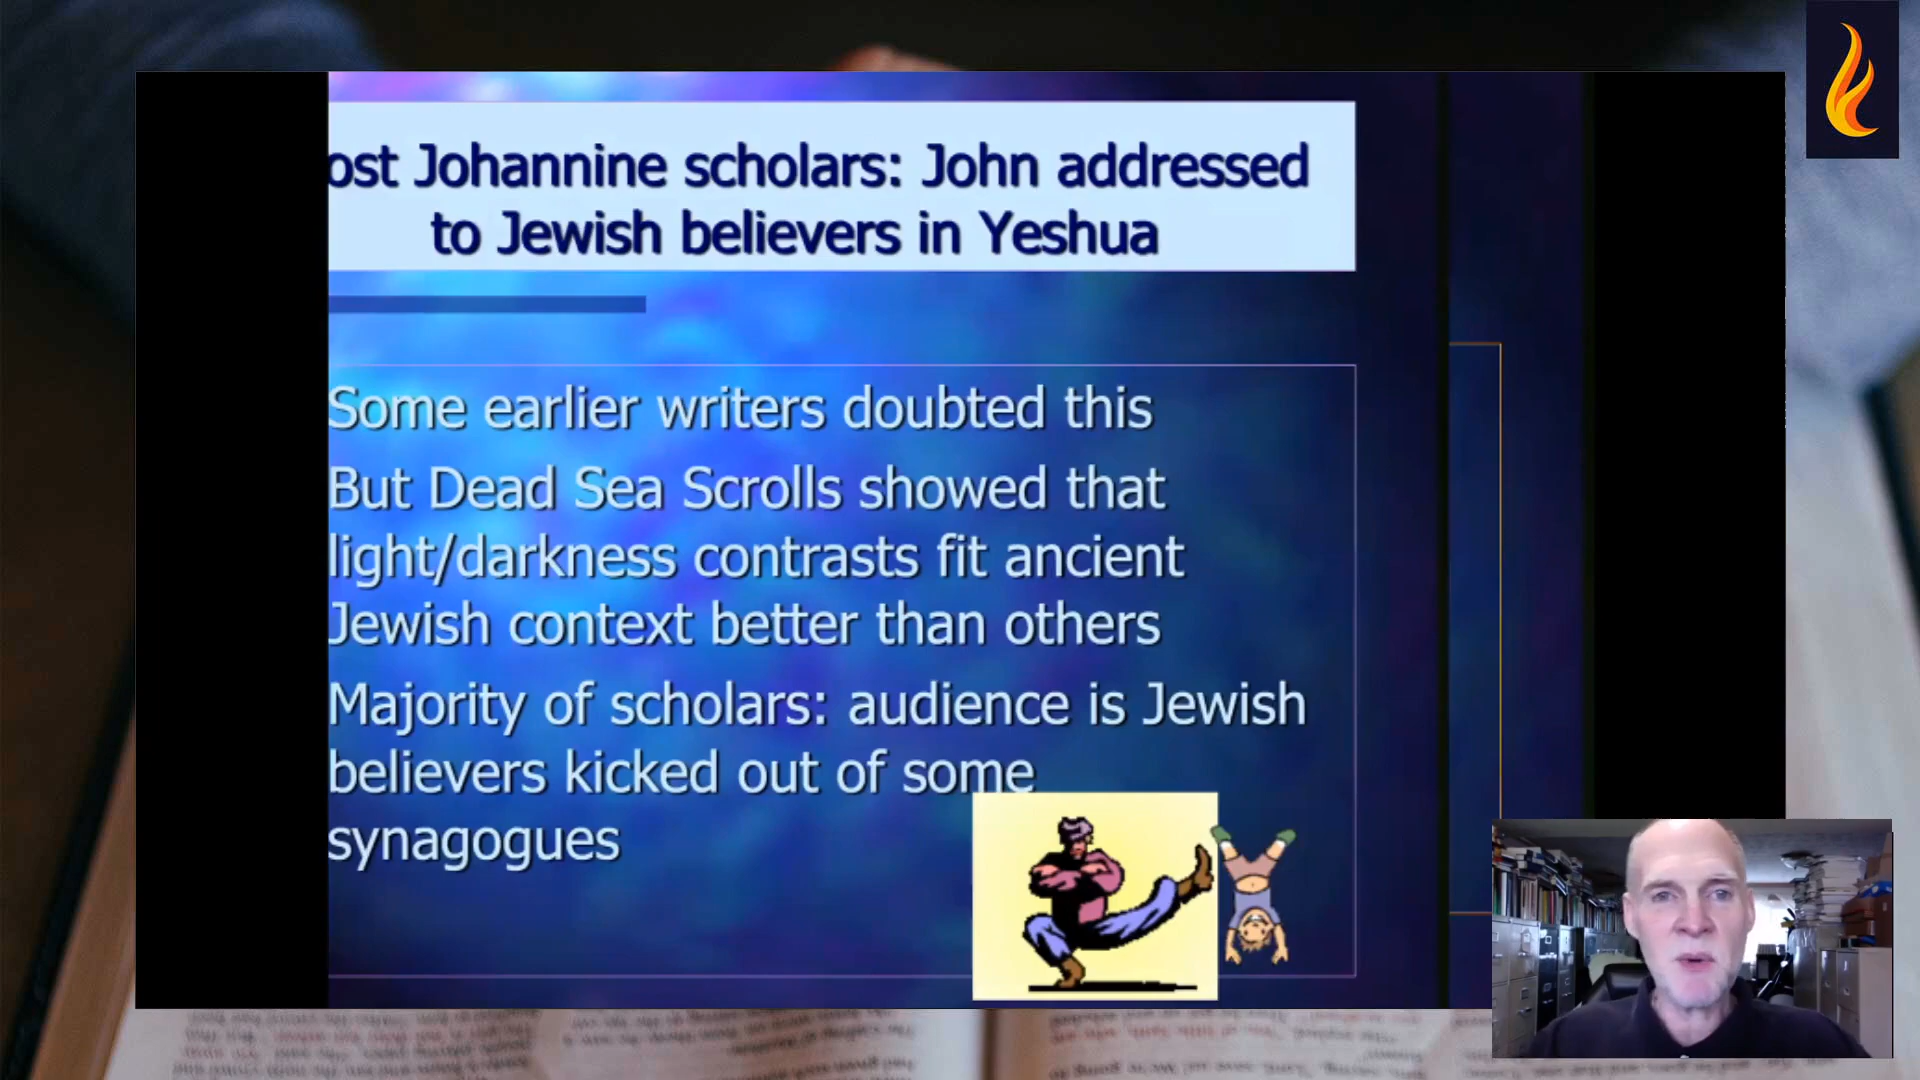 ost Johannine scholars: John addressed
to Jewish believers in Yeshua
Some earlier writers doubted this
But Dead Sea Scrolls showed that
light/darkness contrasts fit ancient
Jewish context better than others
Majority of scholars: audience is Jewish
believers kicked out of some
synagogues